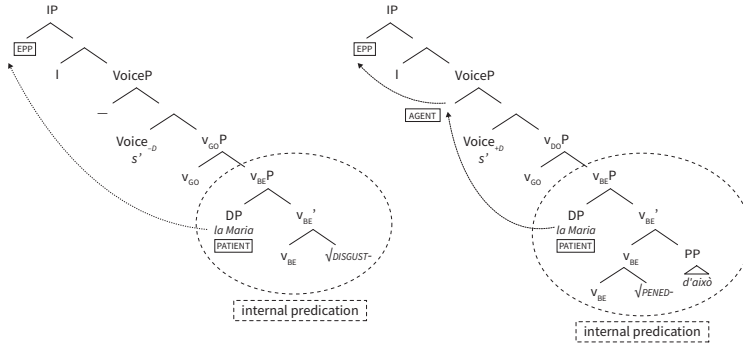 IP
EPP
I
VoiceP
—
Voice-D
s’
vGOP
vGO
vBEP
DP
la Maria
PATIENT
vBE’
vBE
√DISGUST-
internal predication
IP
EPP
I
VoiceP
AGENT
Voice+D
s’
vDOP
vGO
vBEP
DP
la Maria
PATIENT
vBE’
vBE
PP
d’això
vBE
√PENED-
internal predication